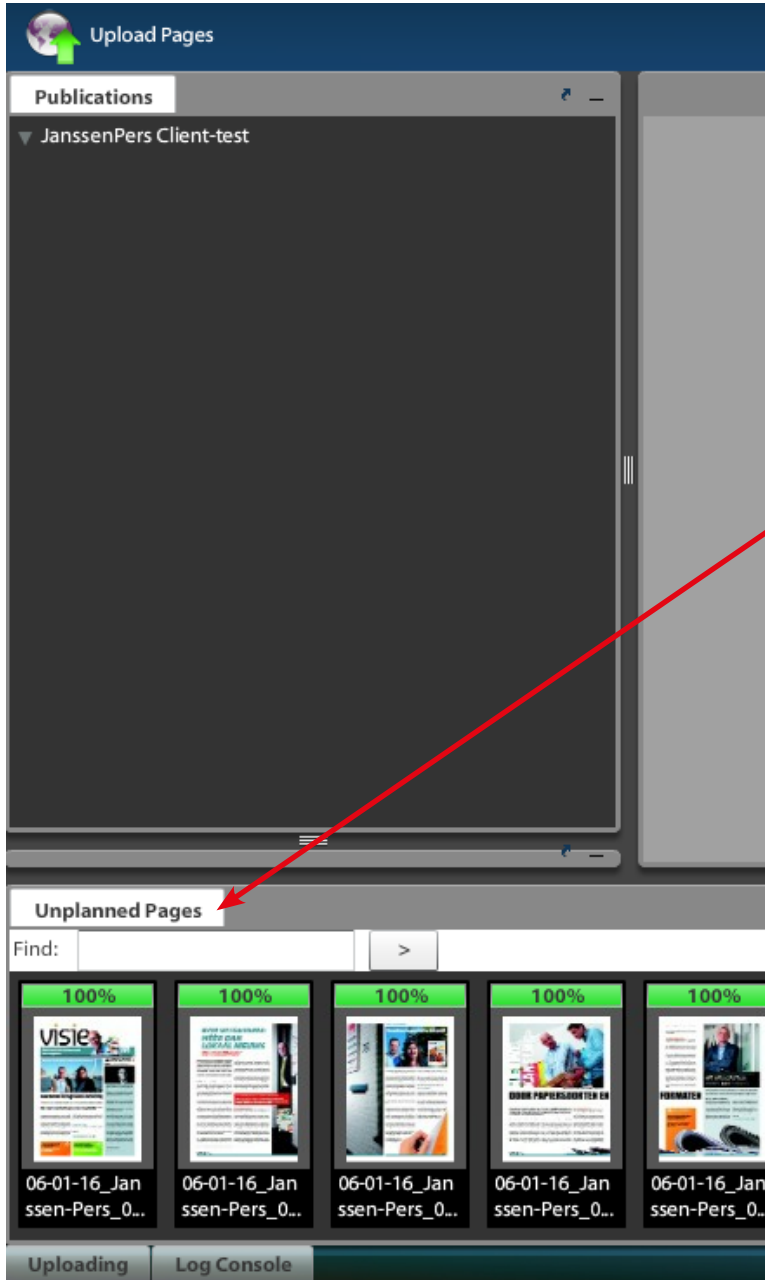 Upload Pages
Publications
JanssenPers Client-test
Unplanned Pages
Find:
>
100%
100%
100%
100%
100%
visie
DOOR PAPIERSOORTEN EN
FORMATEN
06-01-16_Jan
ssen-Pers_0...
06-01-16_Jan
ssen-Pers_0...
06-01-16_Jan
ssen-Pers_0...
06-01-16_Jan
ssen-Pers_0...
06-01-16_Jan
ssen-Pers_0..
Uploading
Log Console